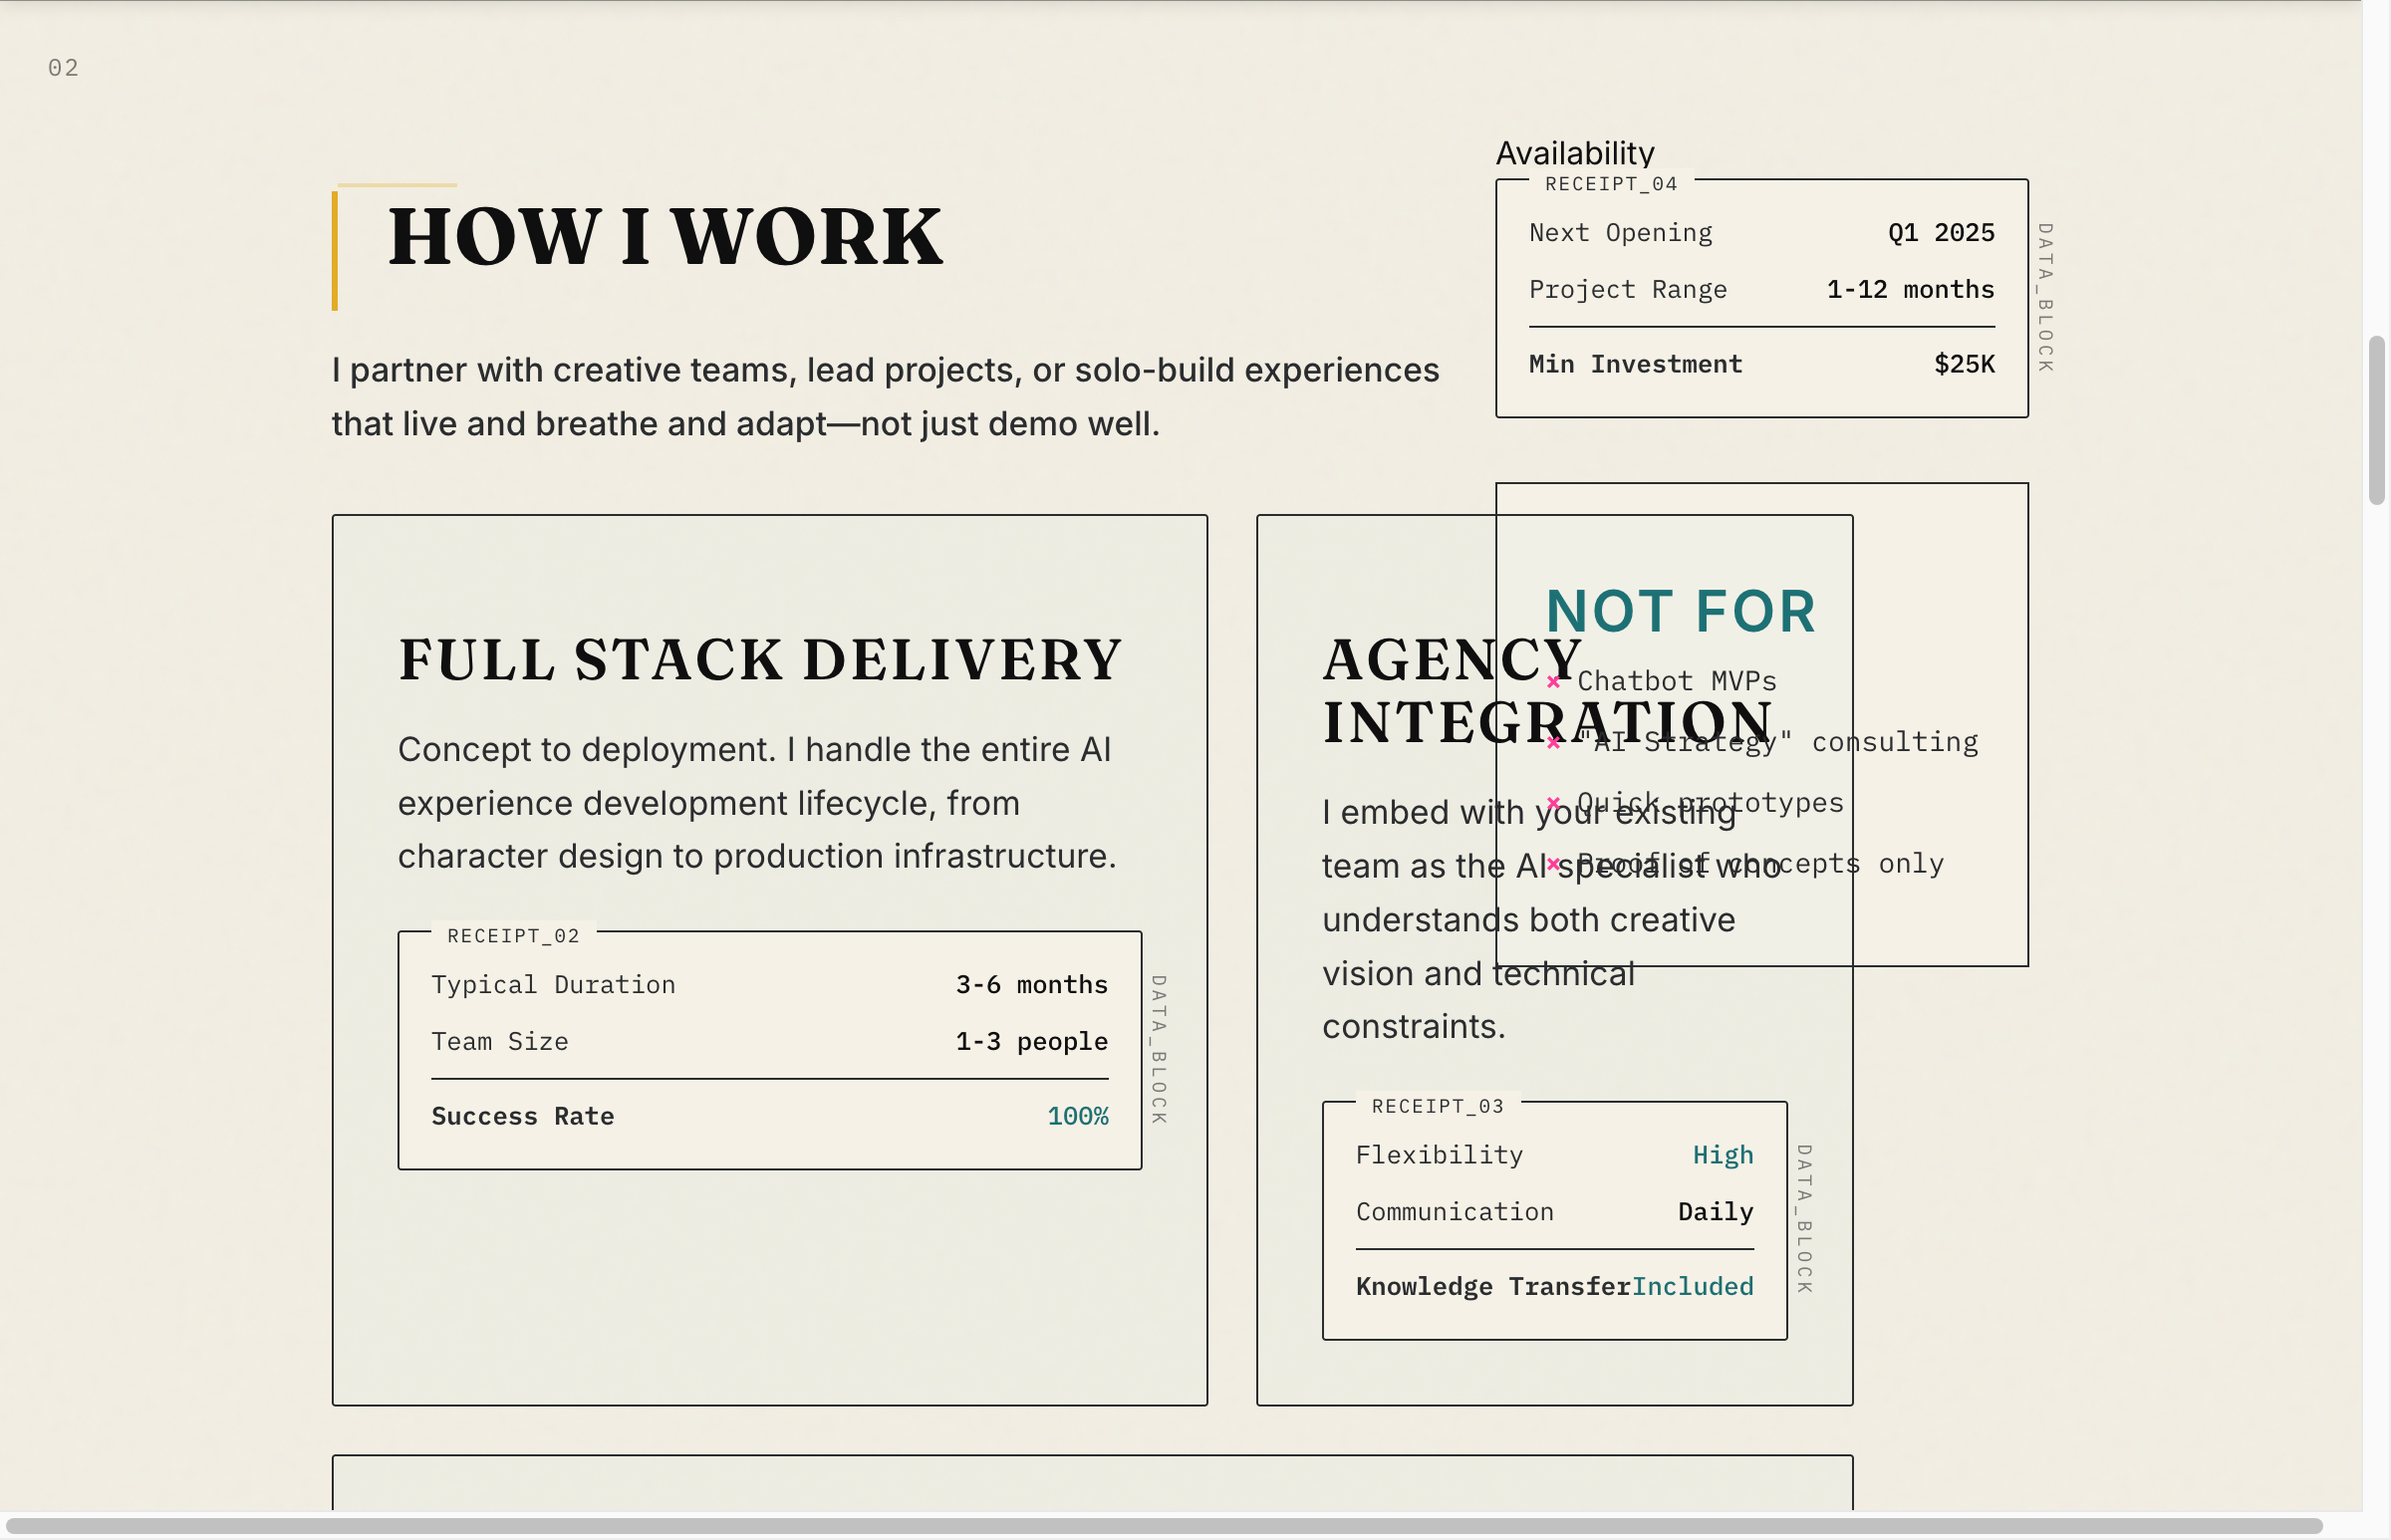 02
HOW I WORK
I partner with creative teams, lead projects, or solo-build experiences
that live and breathe and adapt—not just demo well.
Availability
RECEIPT_04
Next Opening Q1 2025
Project Range 1-12 months
Min Investment $25K
DATA_BLOCK
FULL STACK DELIVERY
Concept to deployment. I handle the entire AI
experience development lifecycle, from
character design to production infrastructure.
RECEIPT_02
Typical Duration 3-6 months
Team Size 1-3 people
Success Rate 100%
DATA_BLOCK
AGENCY
INTEGRATION
I embed with your existing
team as the AI specialist who
understands both creative
vision and technical
constraints.
RECEIPT_03
Flexibility High
Communication Daily
Knowledge Transfer Included
DATA_BLOCK
NOT FOR
× Chatbot MVPs
× "AI Strategy" consulting
× Quick prototypes
× Proof of concepts only